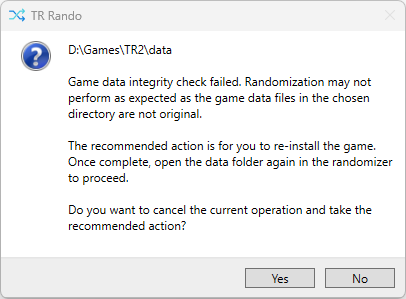 TR Rando
D:\Games\TR2\data
Game data integrity check failed. Randomization may not
perform as expected as the game data files in the chosen
directory are not original.
The recommended action is for you to re-install the game.
Once complete, open the data folder again in the randomizer
to proceed.
Do you want to cancel the current operation and take the
recommended action?
Yes
No